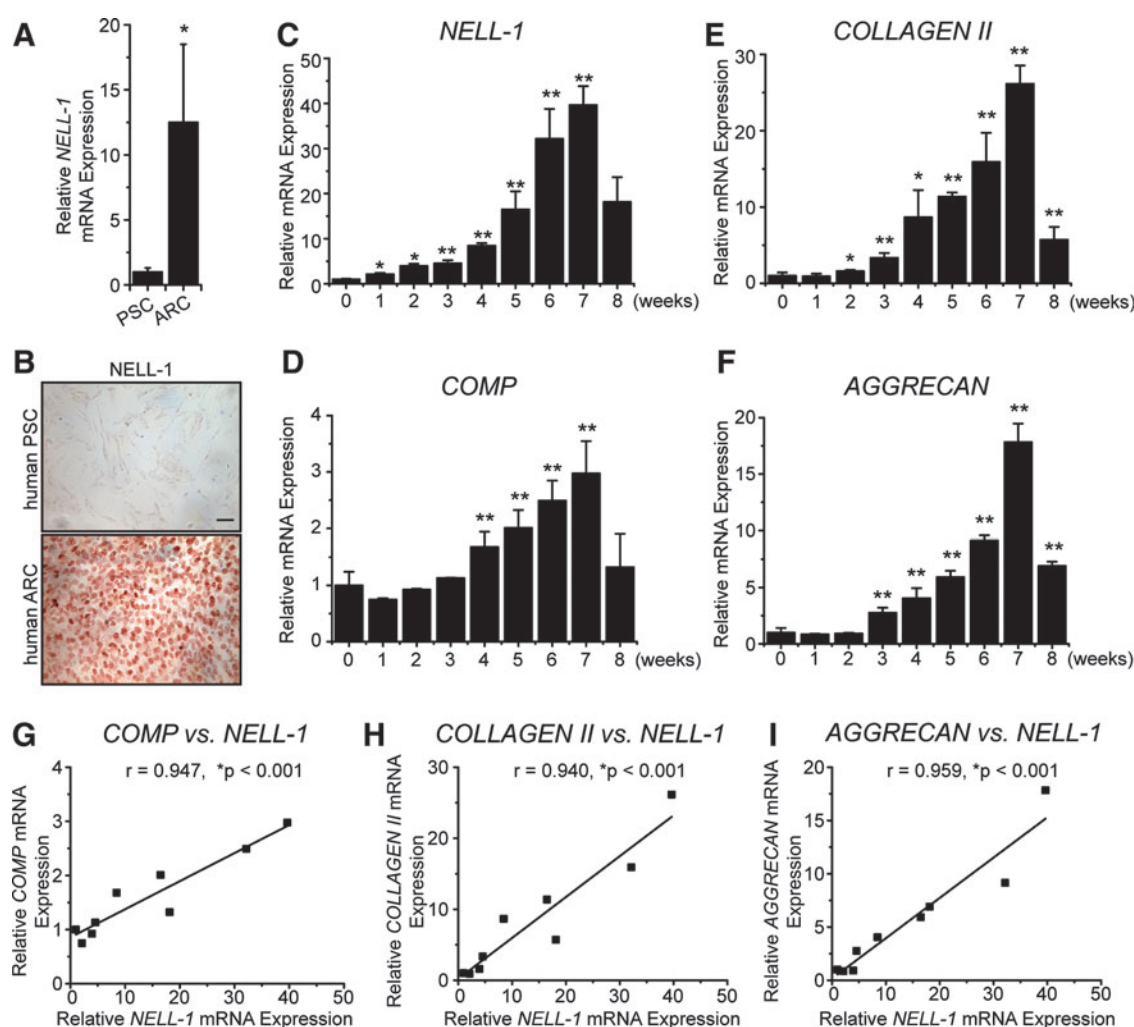 A
Relative NELL-1
mRNA Expression
20
15
10
5
0
*
PSC
ARC
B
NELL-1
human PSC
human ARC
C
NELL-1
Relative mRNA Expression
50
40
30
20
10
0
* * ** ** ** ** **
0 1 2 3 4 5 6 7 8 (weeks)
D
COMP
Relative mRNA Expression
4
3
2
1
0
** ** ** **
0 1 2 3 4 5 6 7 8 (weeks)
E
COLLAGEN II
Relative mRNA Expression
30
20
10
0
* ** * ** ** ** **
0 1 2 3 4 5 6 7 8 (weeks)
F
AGGRECAN
Relative mRNA Expression
20
15
10
5
0
** ** ** ** ** **
0 1 2 3 4 5 6 7 8 (weeks)
G
COMP vs. NELL-1
r = 0.947, *p < 0.001
Relative COMP mRNA
Expression
4
3
2
1
0
0 10 20 30 40 50
Relative NELL-1 mRNA Expression
H
COLLAGEN II vs. NELL-1
r = 0.940, *p < 0.001
Relative COLLAGEN II mRNA
Expression
30
20
10
0
0 10 20 30 40 50
Relative NELL-1 mRNA Expression
I
AGGRECAN vs. NELL-1
r = 0.959, *p < 0.001
Relative AGGRECAN mRNA
Expression
25
20
15
10
5
0
0 10 20 30 40 50
Relative NELL-1 mRNA Expression